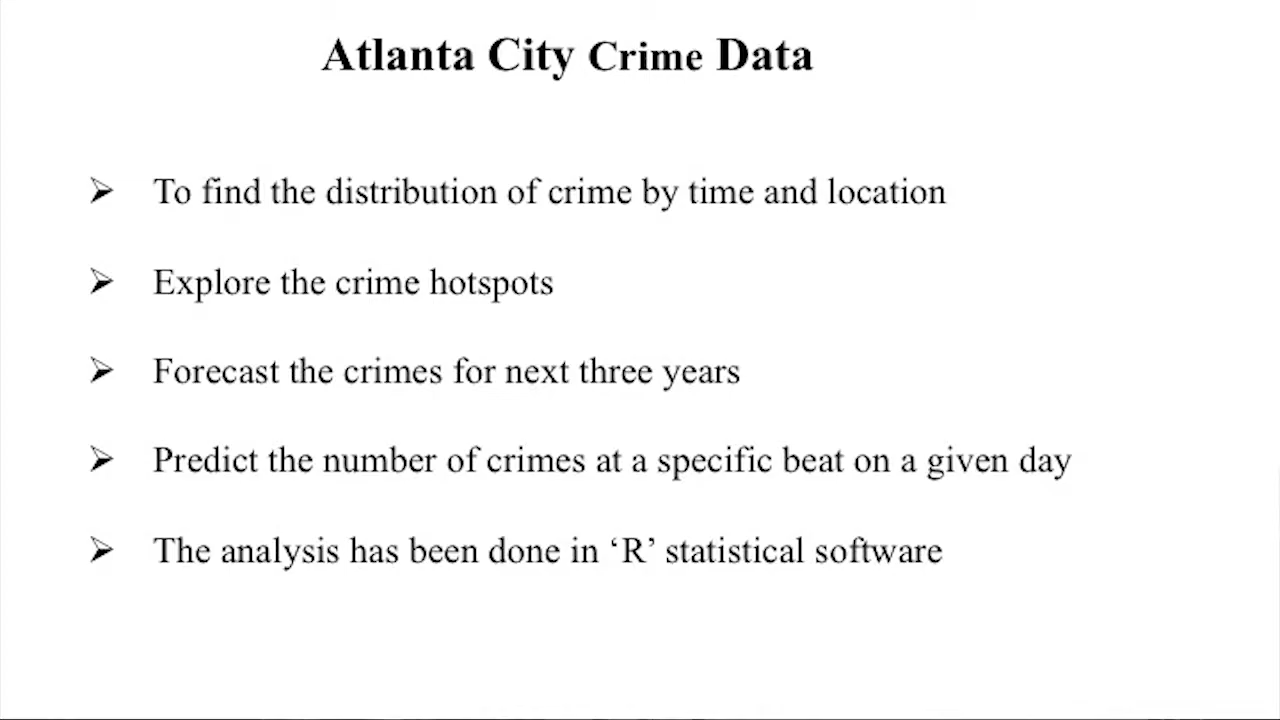 Atlanta City Crime Data
➢ To find the distribution of crime by time and location
➢ Explore the crime hotspots
➢ Forecast the crimes for next three years
➢ Predict the number of crimes at a specific beat on a given day
➢ The analysis has been done in ‘R’ statistical software